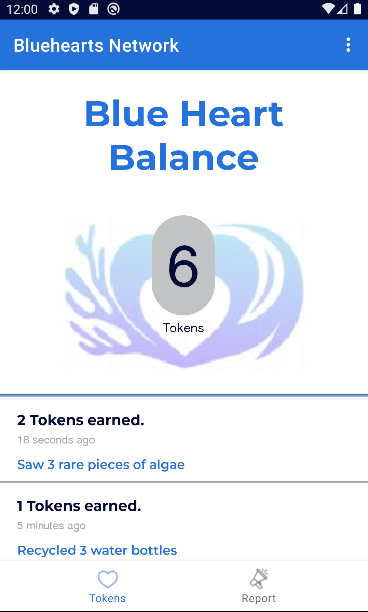 12:00
Bluehearts Network
Blue Heart
Balance
6
Tokens
2 Tokens earned.
18 seconds ago
Saw 3 rare pieces of algae
1 Tokens earned.
5 minutes ago
Recycled 3 water bottles
Tokens
Report